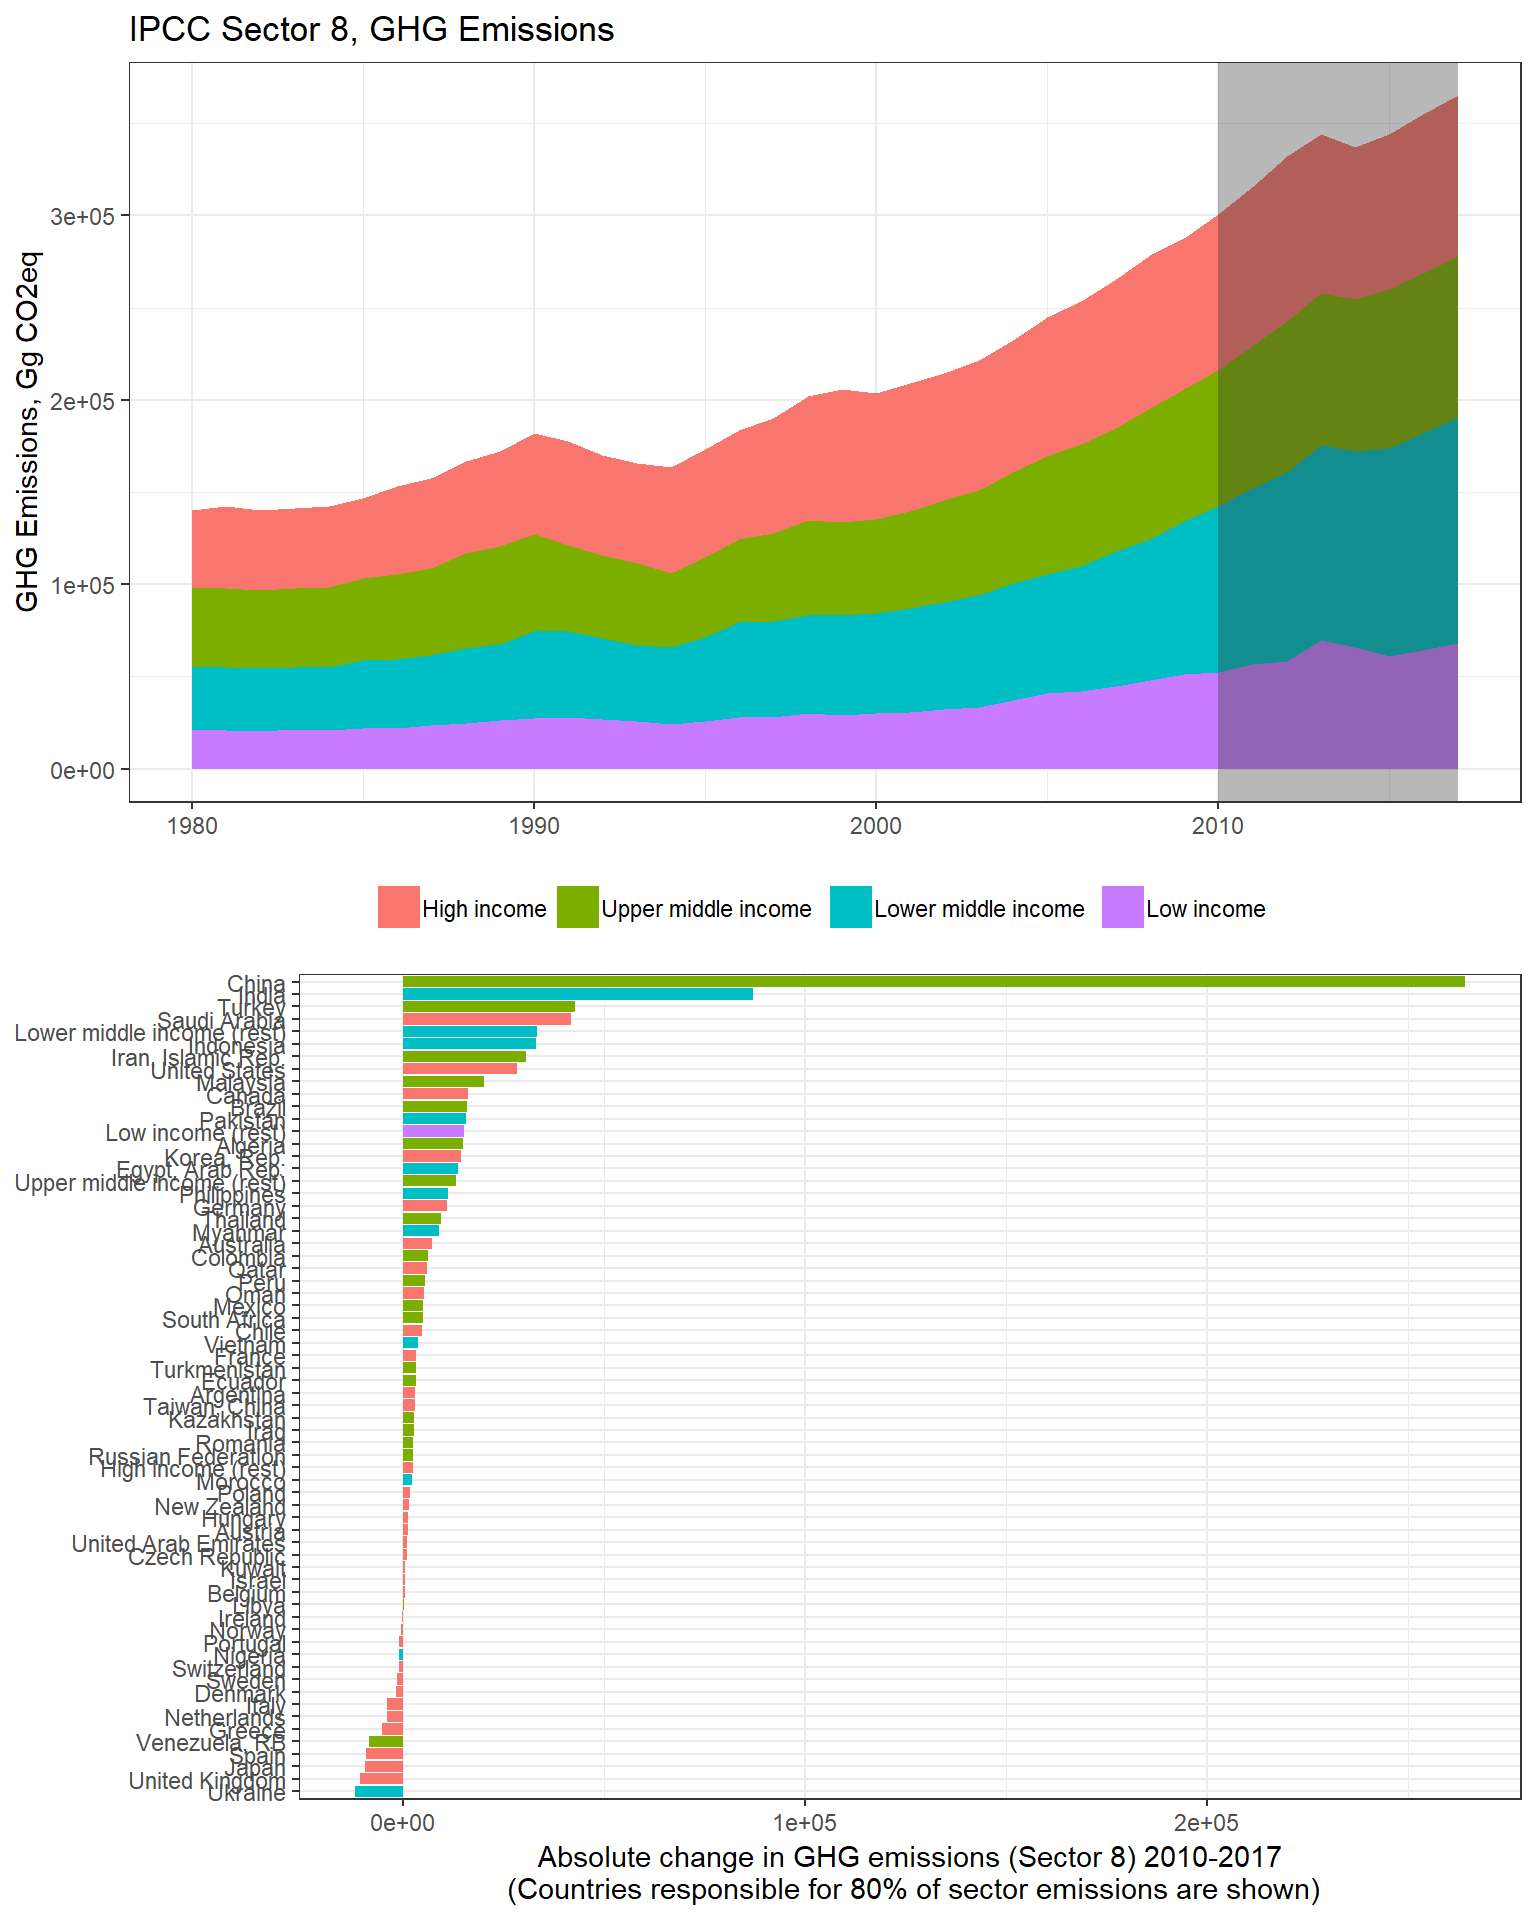 IPCC Sector 8, GHG Emissions
GHG Emissions, Gg CO2eq
3e+05
2e+05
1e+05
0e+00
1980 1990 2000 2010
High income Upper middle income Lower middle income Low income
China
India
Turkey
Saudi Arabia
Lower middle income (rest)
Indonesia
Iran, Islamic Rep.
United States
Malaysia
Canada
Brazil
Pakistan
Low income (rest)
Algeria
Korea, Rep.
Egypt, Arab Rep.
Upper middle income (rest)
Philippines
Germany
Thailand
Myanmar
Australia
Colombia
Qatar
Peru
Oman
Mexico
South Africa
Chile
Vietnam
France
Turkmenistan
Ecuador
Argentina
Taiwan, China
Kazakhstan
Iraq
Romania
Russian Federation
High income (rest)
Morocco
Poland
New Zealand
Hungary
Austria
United Arab Emirates
Czech Republic
Kuwait
Israel
Belgium
Libya
Ireland
Norway
Portugal
Nigeria
Switzerland
Sweden
Denmark
Italy
Netherlands
Greece
Venezuela, RB
Spain
Japan
United Kingdom
Ukraine
0e+00 1e+05 2e+05
Absolute change in GHG emissions (Sector 8) 2010-2017
(Countries responsible for 80% of sector emissions are shown)